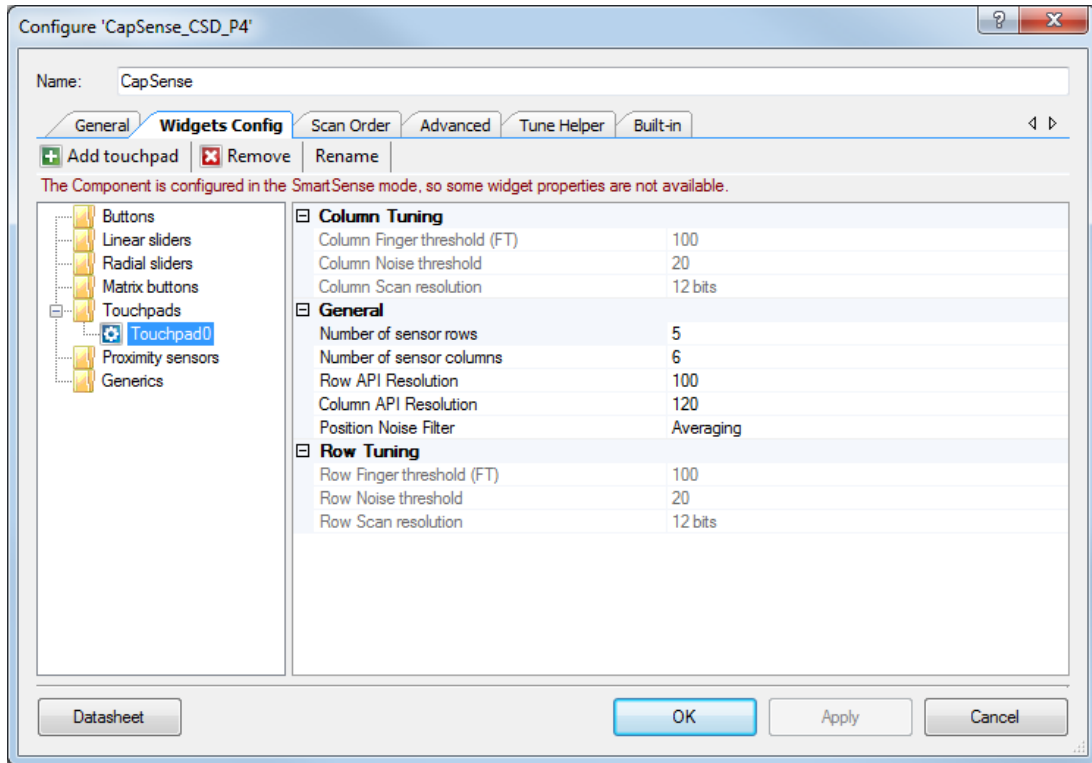 Configure 'CapSense_CSD_P4'
Name: CapSense
General Widgets Config Scan Order Advanced Tune Helper Built-in
Add touchpad Remove Rename
The Component is configured in the SmartSense mode, so some widget properties are not available.
Buttons
Linear sliders
Radial sliders
Matrix buttons
Touchpads
Touchpad0
Proximity sensors
Generics
Column Tuning
Column Finger threshold (FT) 100
Column Noise threshold 20
Column Scan resolution 12 bits
General
Number of sensor rows 5
Number of sensor columns 6
Row API Resolution 100
Column API Resolution 120
Position Noise Filter Averaging
Row Tuning
Row Finger threshold (FT) 100
Row Noise threshold 20
Row Scan resolution 12 bits
Datasheet OK Apply Cancel